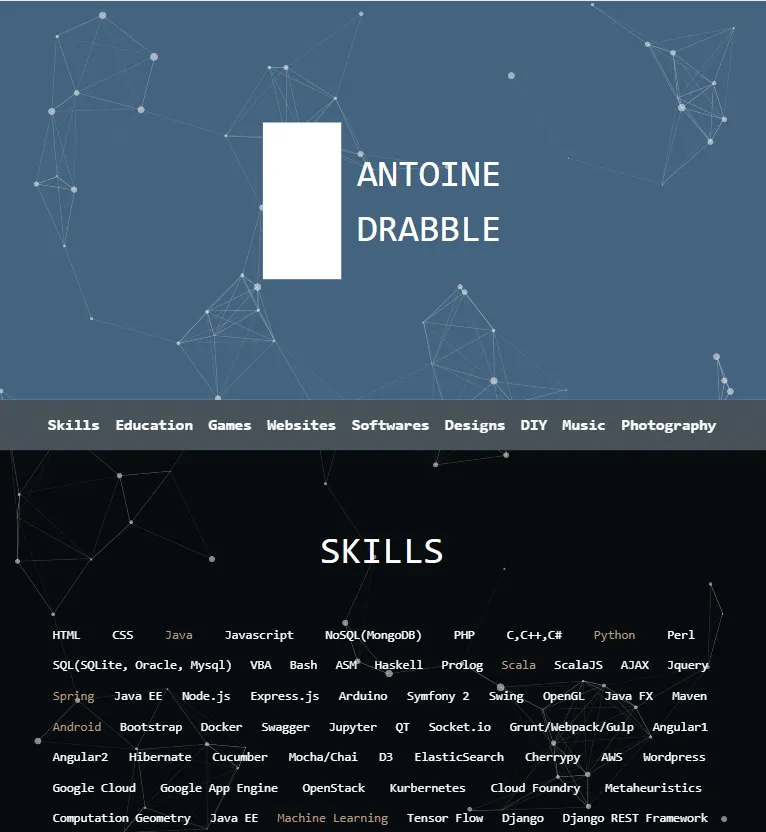 ANTOINE
DRABBLE
Skills Education Games Websites Softwares Designs DIY Music Photography
SKILLS
HTML CSS Java Javascript NoSQL(MongoDB) PHP C,C++,C# Python Perl
SQL(SQLite, Oracle, Mysql) VBA Bash ASM Haskell Prolog Scala ScalaJS AJAX Jquery
Spring Java EE Node.js Express.js Arduino Symfony 2 Swing OpenGL Java FX Maven
Android Bootstrap Docker Swagger Jupyter QT Socket.io Grunt/Webpack/Gulp Angular1
Angular2 Hibernate Cucumber Mocha/Chai D3 ElasticSearch Cherrypy AWS Wordpress
Google Cloud Google App Engine OpenStack Kurbernetes Cloud Foundry Metaheuristics
Computation Geometry Java EE Machine Learning Tensor Flow Django Django REST Framework